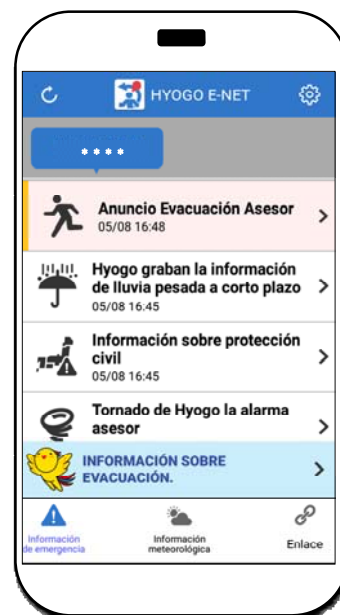 HYOGO E-NET
****
Anuncio Evacuación Asesor
05/08 16:48
Hyogo graban la información
de lluvia pesada a corto plazo
05/08 16:45
Información sobre protección
civil
05/08 16:45
Tornado de Hyogo la alarma
asesor
INFORMACIÓN SOBRE
EVACUACIÓN.
Información
de emergencia
Información
meteorológica
Enlace